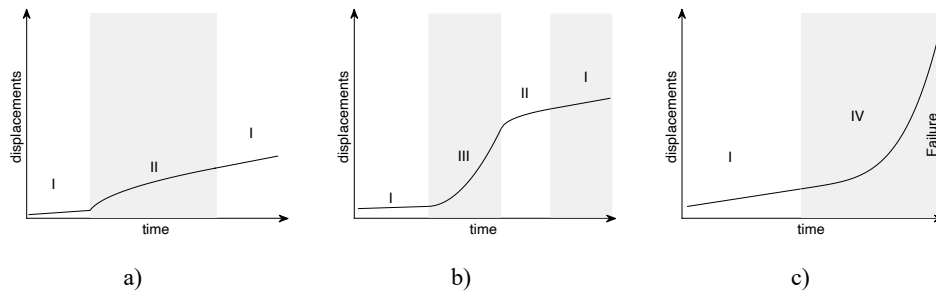 displacements
I
II
I
time
a)
displacements
I
III
II
I
time
b)
displacements
I
IV
Failure
time
c)